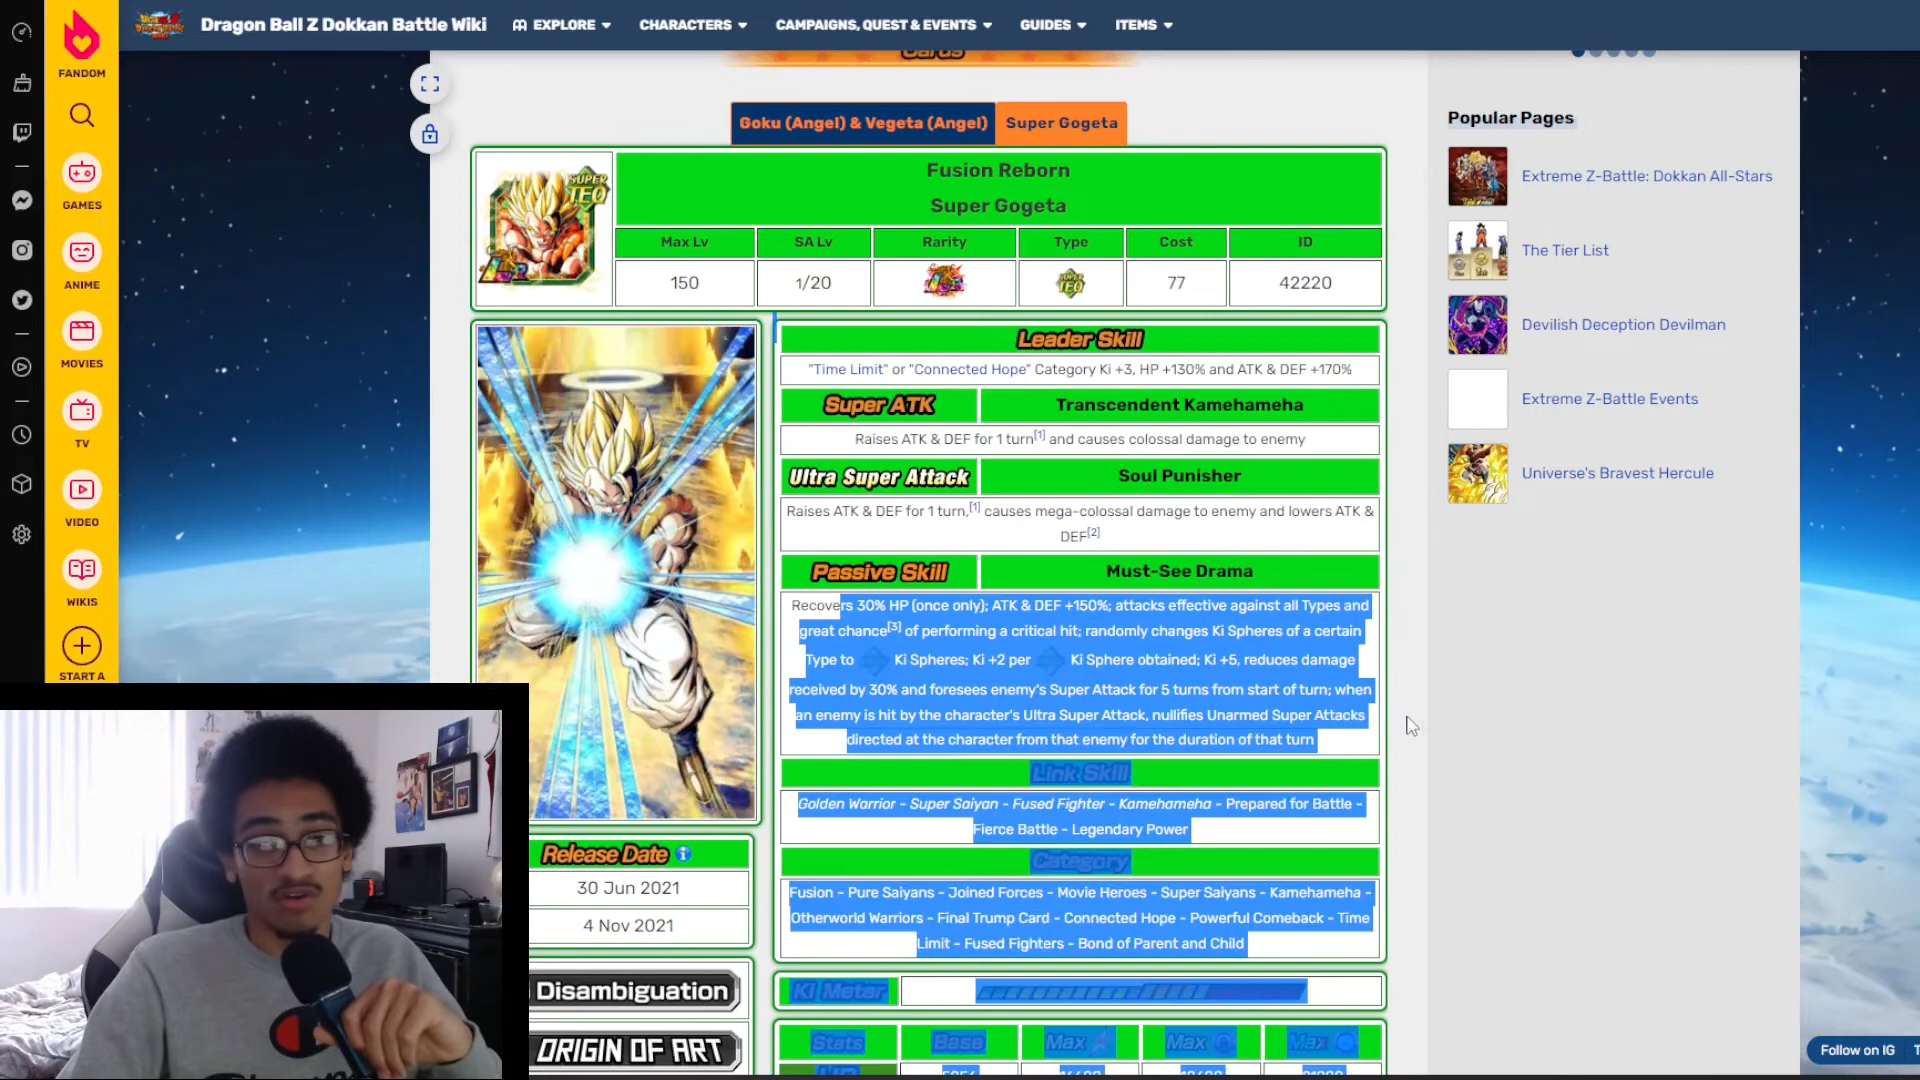 Dragon Ball Z Dokkan Battle Wiki
EXPLORE
CHARACTERS
CAMPAIGNS, QUEST & EVENTS
GUIDES
ITEMS
FANDOM
GAMES
ANIME
MOVIES
TV
VIDEO
WIKIS
START A
Cards
Goku (Angel) & Vegeta (Angel)
Super Gogeta
SUPER
TEQ
Fusion Reborn
Super Gogeta
Max Lv
SA Lv
Rarity
Type
Cost
ID
150
1/20
77
42220
Leader Skill
"Time Limit" or "Connected Hope" Category Ki +3, HP +130% and ATK & DEF +170%
Super ATK
Transcendent Kamehameha
Raises ATK & DEF for 1 turn[1] and causes colossal damage to enemy
Ultra Super Attack
Soul Punisher
Raises ATK & DEF for 1 turn,[1] causes mega-colossal damage to enemy and lowers ATK &
DEF[2]
Passive Skill
Must-See Drama
Recovers 30% HP (once only); ATK & DEF +150%; attacks effective against all Types and
great chance[3] of performing a critical hit; randomly changes Ki Spheres of a certain
Type to Ki Spheres; Ki +2 per Ki Sphere obtained; Ki +5, reduces damage
received by 30% and foresees enemy's Super Attack for 5 turns from start of turn; when
an enemy is hit by the character's Ultra Super Attack, nullifies Unarmed Super Attacks
directed at the character from that enemy for the duration of that turn
Link Skill
Golden Warrior - Super Saiyan - Fused Fighter - Kamehameha - Prepared for Battle -
Fierce Battle - Legendary Power
Category
Fusion - Pure Saiyans - Joined Forces - Movie Heroes - Super Saiyans - Kamehameha -
Otherworld Warriors - Final Trump Card - Connected Hope - Powerful Comeback - Time
Limit - Fused Fighters - Bond of Parent and Child
Ki Meter
Stats
Base
Max
Max
Max
Release Date
30 Jun 2021
4 Nov 2021
Disambiguation
ORIGIN OF ART
Popular Pages
Extreme Z-Battle: Dokkan All-Stars
The Tier List
Devilish Deception Devilman
Extreme Z-Battle Events
Universe's Bravest Hercule
Follow on IG